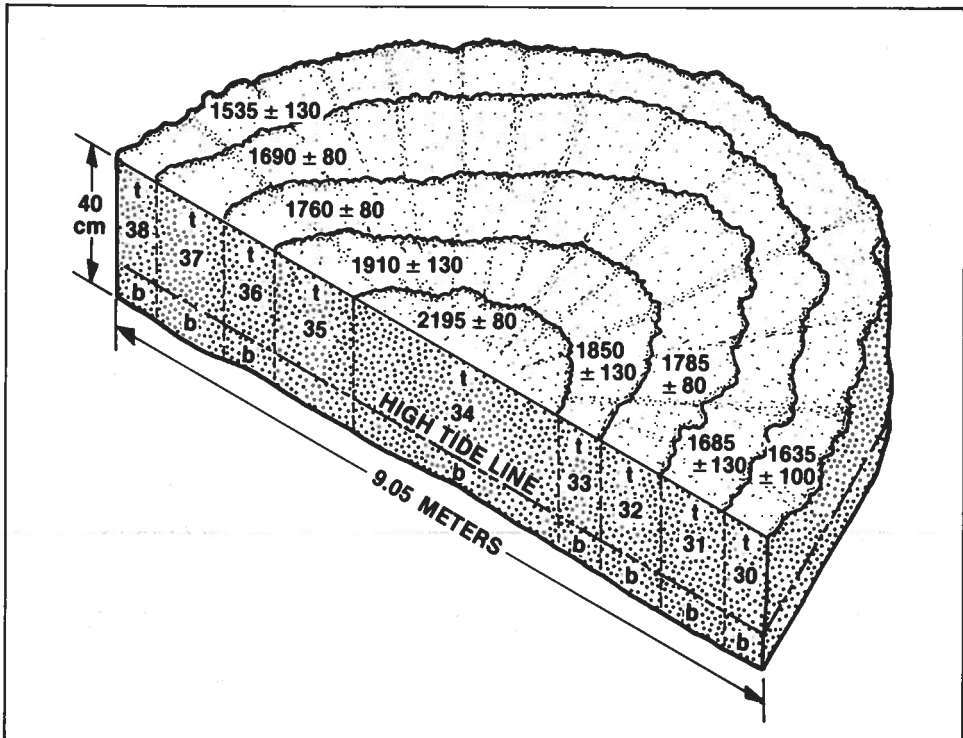 1535 ± 130
1690 ± 80
1760 ± 80
1910 ± 130
2195 ± 80
1850
± 130
1785
± 80
1685
± 130
1635
± 100
40
cm
t
38
t
37
t
36
t
35
t
34
t
33
t
32
t
31
t
30
b
b
b
b
b
b
b
b
HIGH TIDE LINE
9.05 METERS